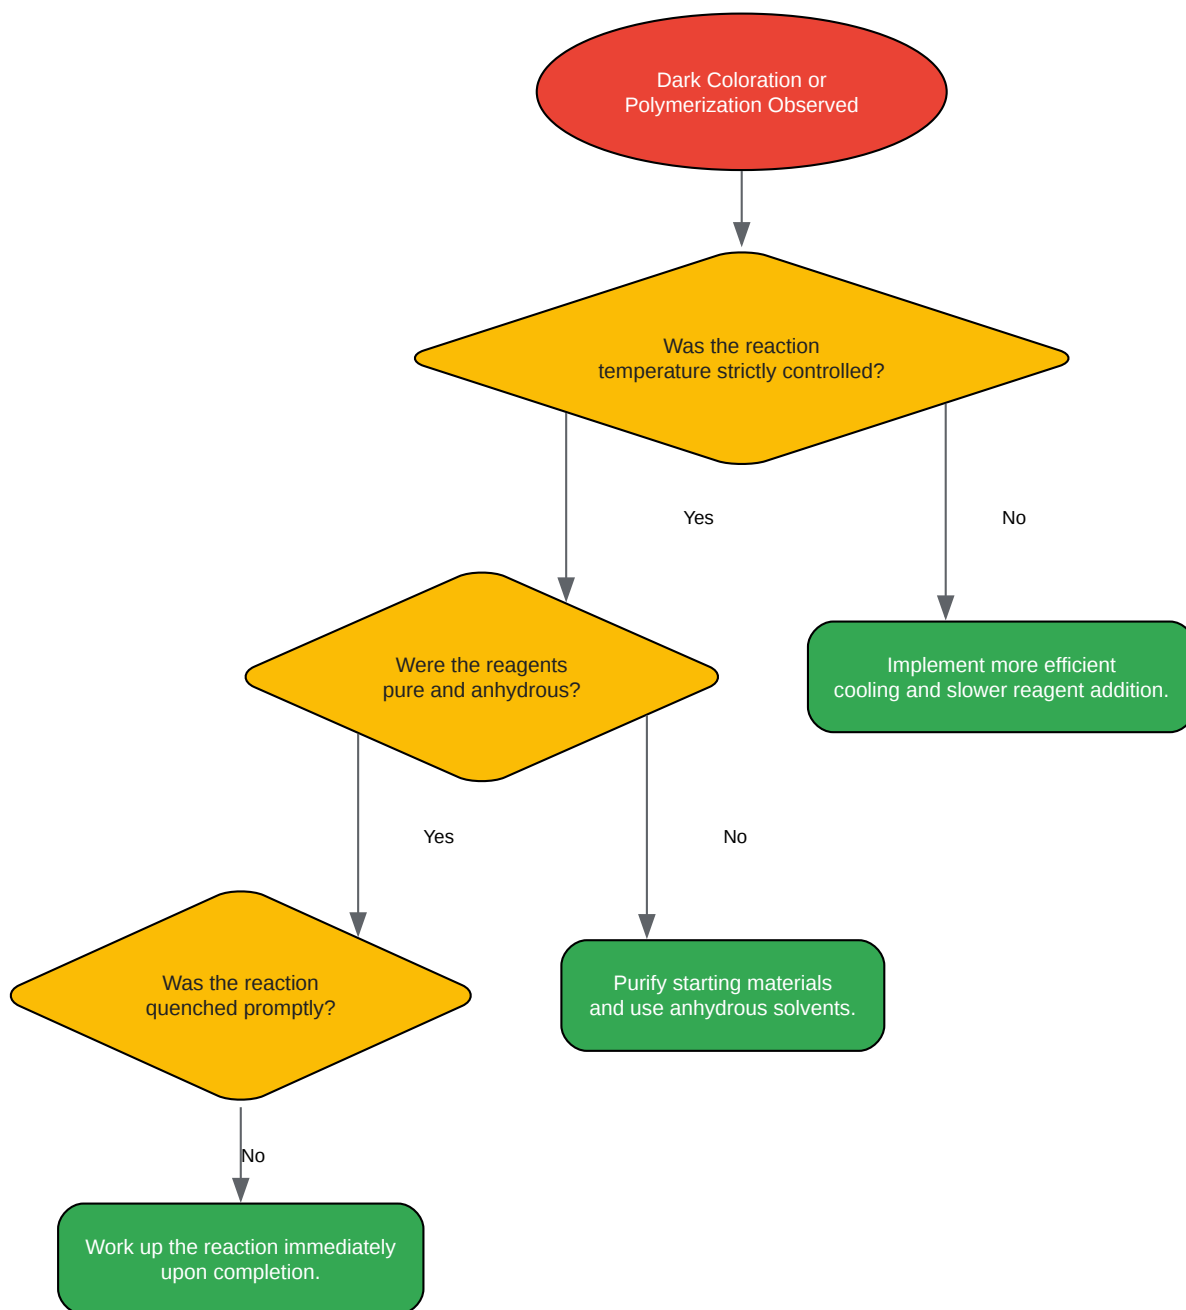 Dark Coloration or
Polymerization Observed
Was the reaction
temperature strictly controlled?
Yes
No
Were the reagents
pure and anhydrous?
Implement more efficient
cooling and slower reagent addition.
Yes
No
Was the reaction
quenched promptly?
Purify starting materials
and use anhydrous solvents.
No
Work up the reaction immediately
upon completion.